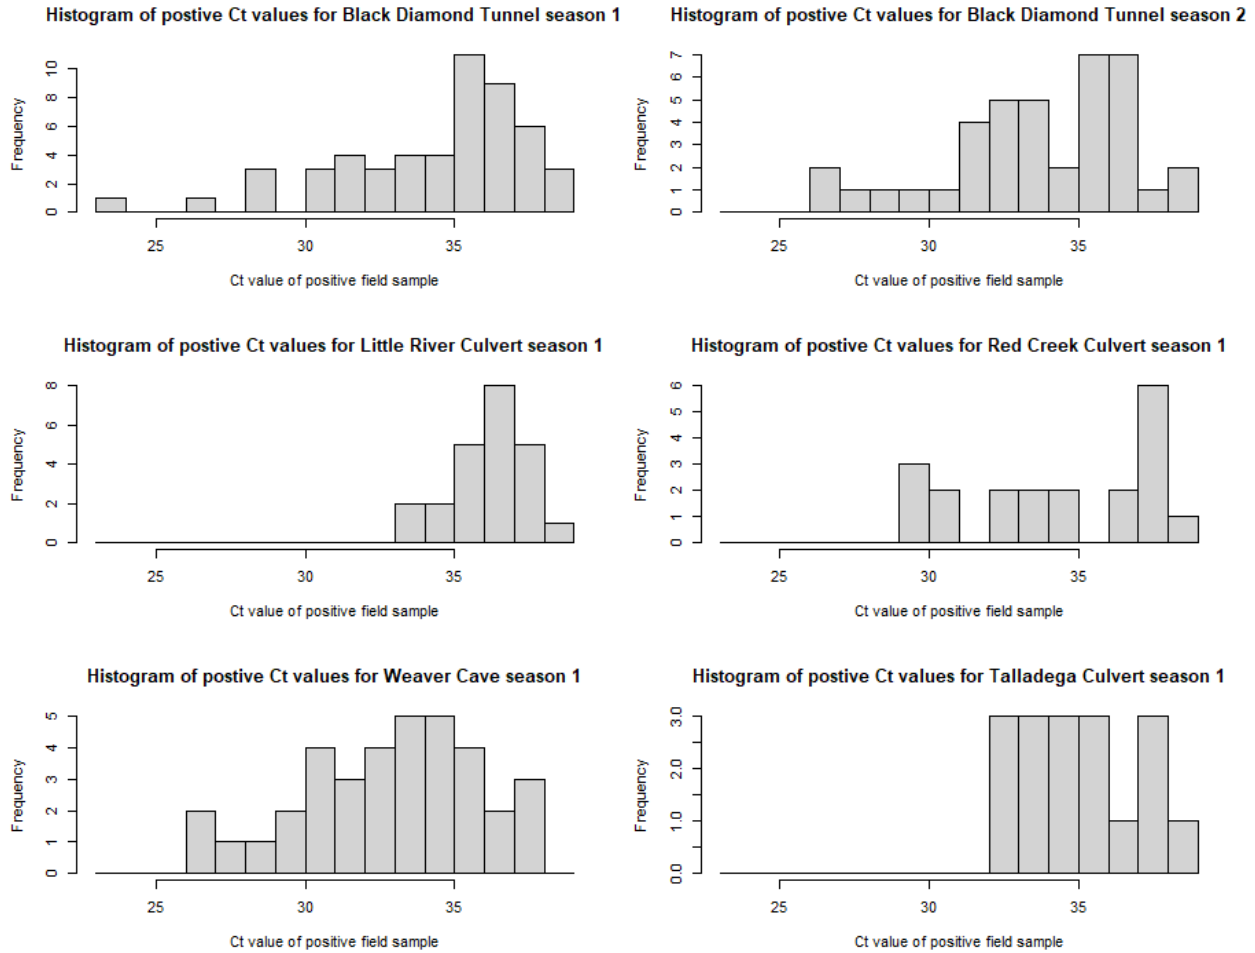 Histogram of postive Ct values for Black Diamond Tunnel season 1
Frequency
0 2 4 6 8 10
25 30 35
Ct value of positive field sample
Histogram of postive Ct values for Black Diamond Tunnel season 2
Frequency
0 1 2 3 4 5 6 7
25 30 35
Ct value of positive field sample
Histogram of postive Ct values for Little River Culvert season 1
Frequency
0 2 4 6 8
25 30 35
Ct value of positive field sample
Histogram of postive Ct values for Red Creek Culvert season 1
Frequency
0 1 2 3 4 5 6
25 30 35
Ct value of positive field sample
Histogram of postive Ct values for Weaver Cave season 1
Frequency
0 1 2 3 4 5
25 30 35
Ct value of positive field sample
Histogram of postive Ct values for Talladega Culvert season 1
Frequency
0.0 1.0 2.0 3.0
25 30 35
Ct value of positive field sample